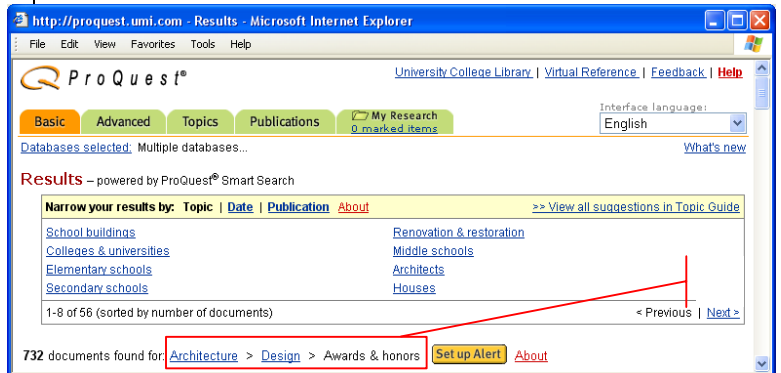 http://proquest.umi.com - Results - Microsoft Internet Explorer
File Edit View Favorites Tools Help
ProQuest®
University College Library | Virtual Reference | Feedback | Help
Basic Advanced Topics Publications My Research
0 marked items
Interface language:
English
Databases selected: Multiple databases...
What's new
Results – powered by ProQuest® Smart Search
Narrow your results by: Topic | Date | Publication About
>> View all suggestions in Topic Guide
School buildings
Colleges & universities
Elementary schools
Secondary schools
Renovation & restoration
Middle schools
Architects
Houses
1-8 of 56 (sorted by number of documents)
< Previous | Next >
732 documents found for: Architecture > Design > Awards & honors Set up Alert About